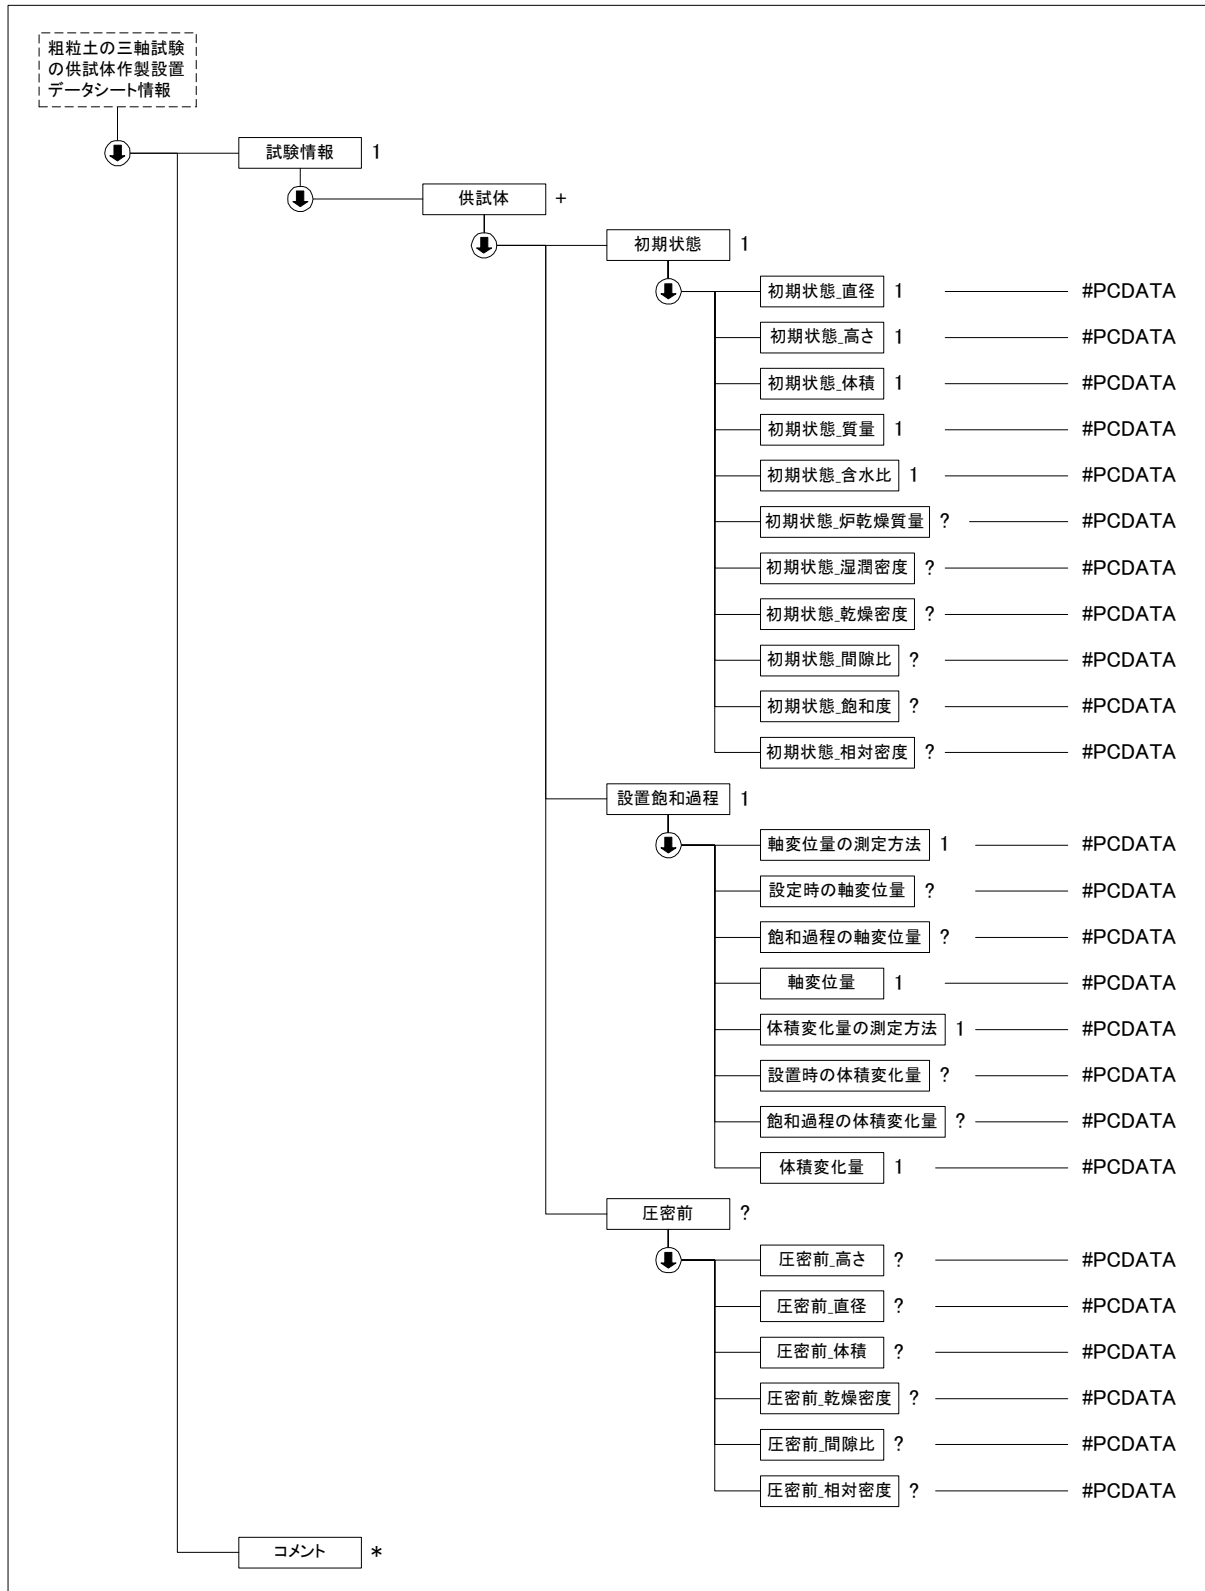 粗粒土の三軸試験
の供試体作製設置
データシート情報
試験情報 1
供試体 +
初期状態 1
初期状態_直径 1 #PCDATA
初期状態_高さ 1 #PCDATA
初期状態_体積 1 #PCDATA
初期状態_質量 1 #PCDATA
初期状態_含水比 1 #PCDATA
初期状態_炉乾燥質量 ? #PCDATA
初期状態_湿潤密度 ? #PCDATA
初期状態_乾燥密度 ? #PCDATA
初期状態_間隙比 ? #PCDATA
初期状態_飽和度 ? #PCDATA
初期状態_相対密度 ? #PCDATA
設置飽和過程 1
軸変位量の測定方法 1 #PCDATA
設定時の軸変位量 ? #PCDATA
飽和過程の軸変位量 ? #PCDATA
軸変位量 1 #PCDATA
体積変化量の測定方法 1 #PCDATA
設置時の体積変化量 ? #PCDATA
飽和過程の体積変化量 ? #PCDATA
体積変化量 1 #PCDATA
圧密前 ?
圧密前_高さ ? #PCDATA
圧密前_直径 ? #PCDATA
圧密前_体積 ? #PCDATA
圧密前_乾燥密度 ? #PCDATA
圧密前_間隙比 ? #PCDATA
圧密前_相対密度 ? #PCDATA
コメント *